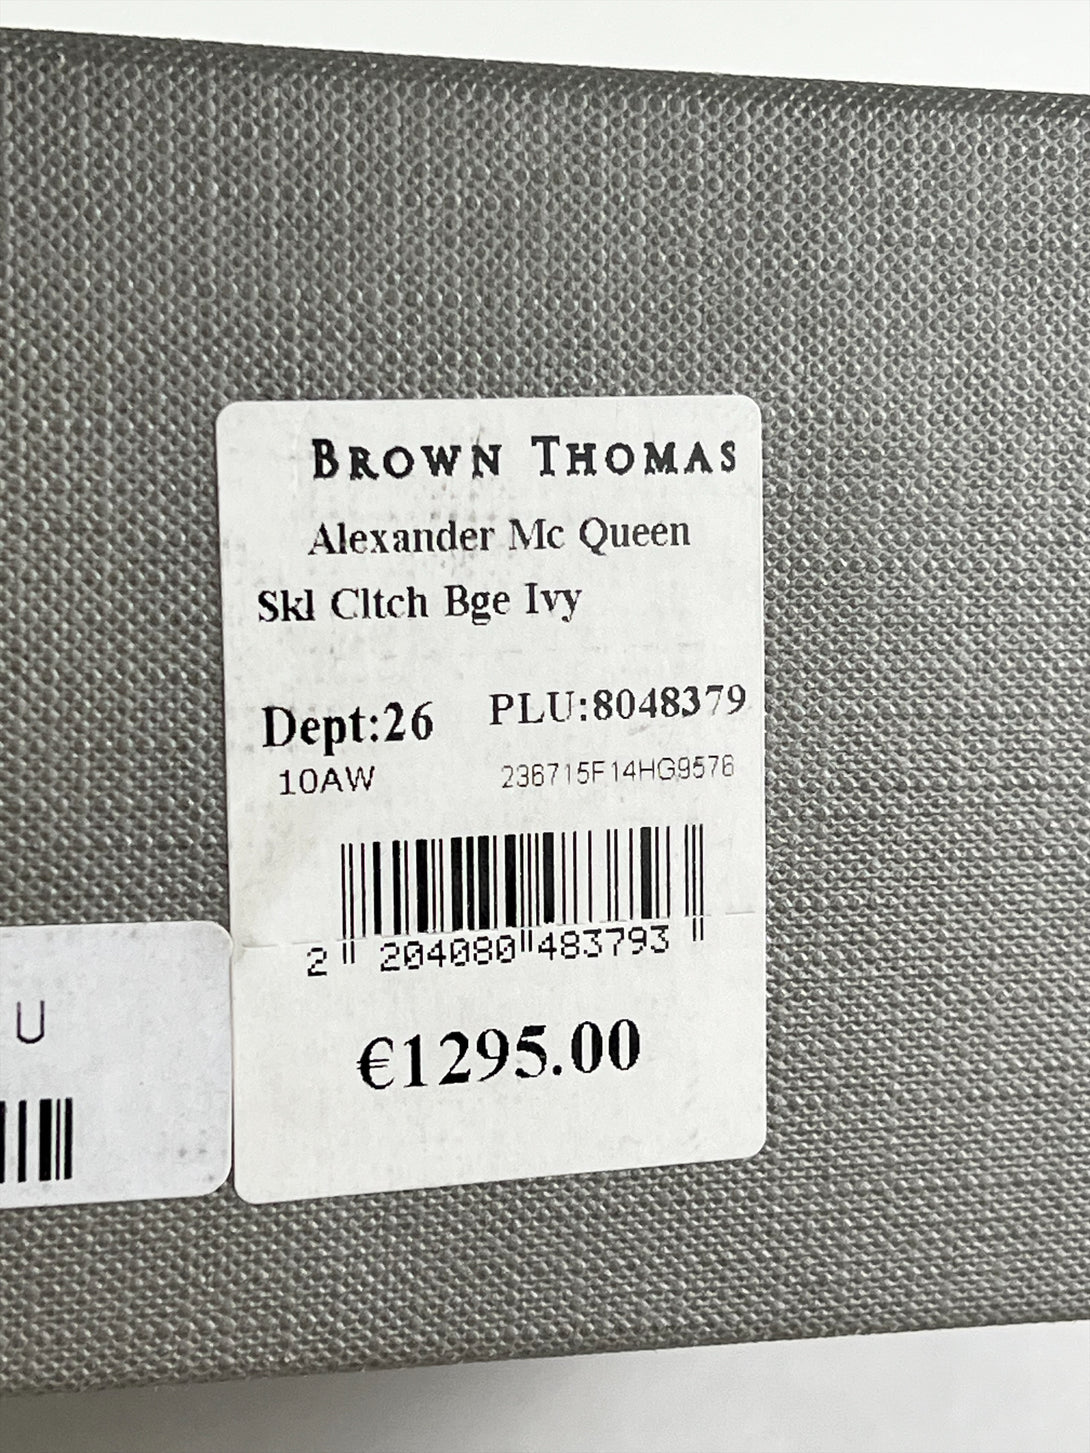 BROWN THOMAS
Alexander Mc Queen
Skl Cltch Bge Ivy
Dept:26 PLU:8048379
10AW 236715F14HG9576
2 204080 483793
€1295.00
U